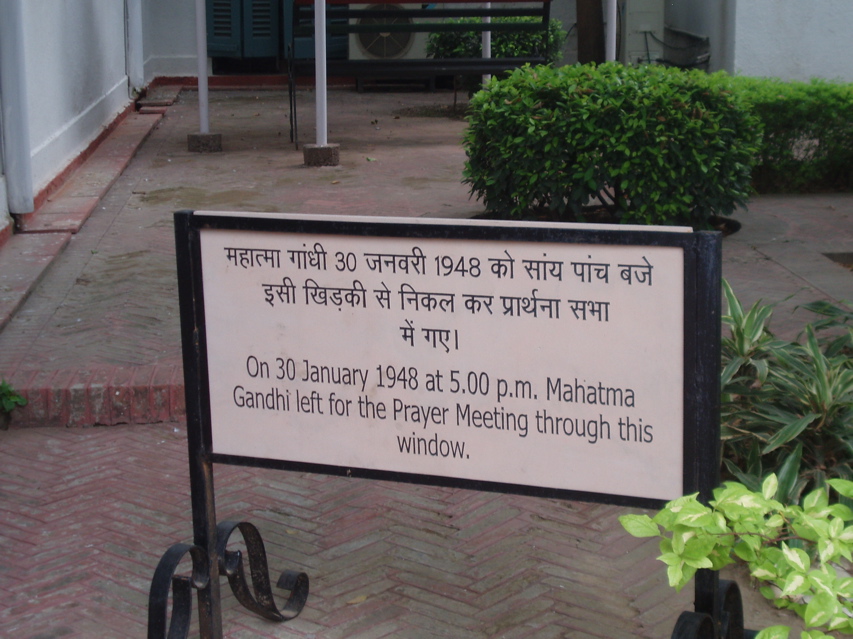 महात्मा गांधी 30 जनवरी 1948 को सांय पांच बजे
इसी खिड़की से निकल कर प्रार्थना सभा
में गए।
On 30 January 1948 at 5.00 p.m. Mahatma
Gandhi left for the Prayer Meeting through this
window.